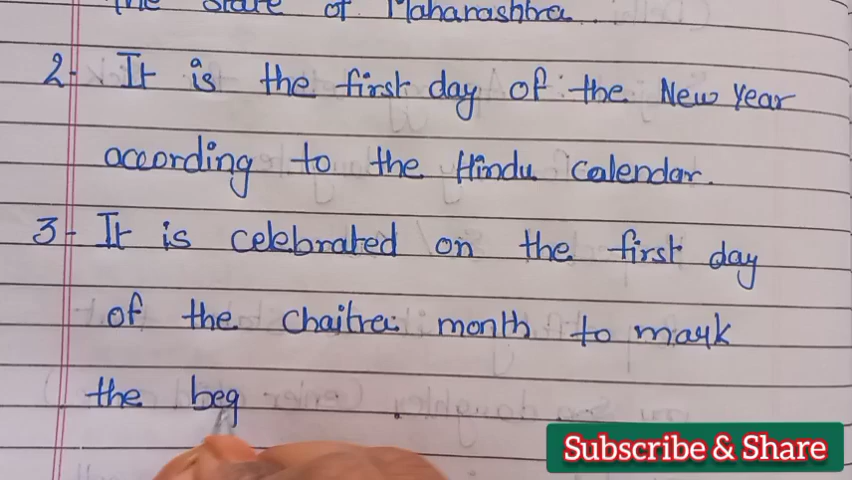 the state of Maharashtra.
2- It is the first day of the New Year
according to the Hindu calendar.
3- It is celebrated on the first day
of the chaitra month to mark
the beg
Subscribe & Share